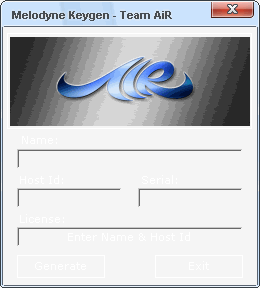 Melodyne Keygen - Team AiR
AiR
Name:
Host Id:
Serial:
License:
Enter Name & Host Id
Generate
Exit